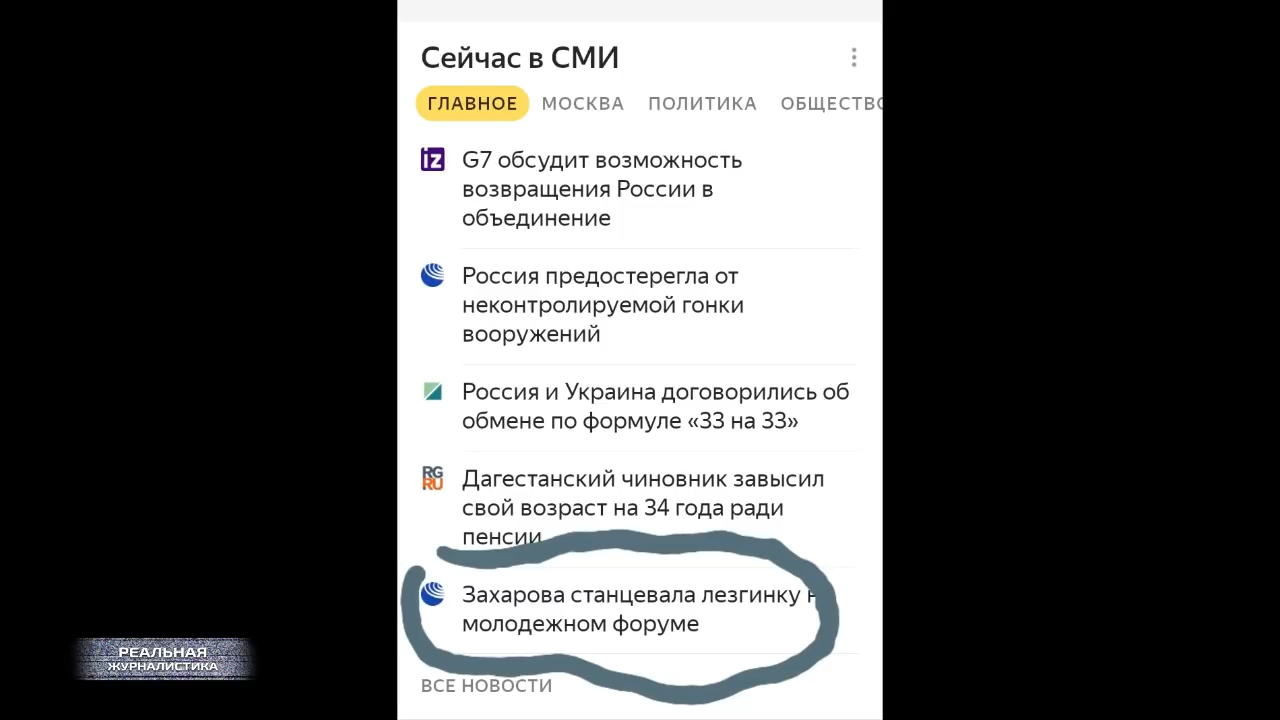 Сейчас в СМИ
ГЛАВНОЕ МОСКВА ПОЛИТИКА ОБЩЕСТВО
iz
G7 обсудит возможность
возвращения России в
объединение
Россия предостерегла от
неконтролируемой гонки
вооружений
Россия и Украина договорились об
обмене по формуле «33 на 33»
RG
RU
Дагестанский чиновник завысил
свой возраст на 34 года ради
пенсии
Захарова станцевала лезгинку
молодежном форуме
ВСЕ НОВОСТИ
РЕАЛЬНАЯ
ЖУРНАЛИСТИКА